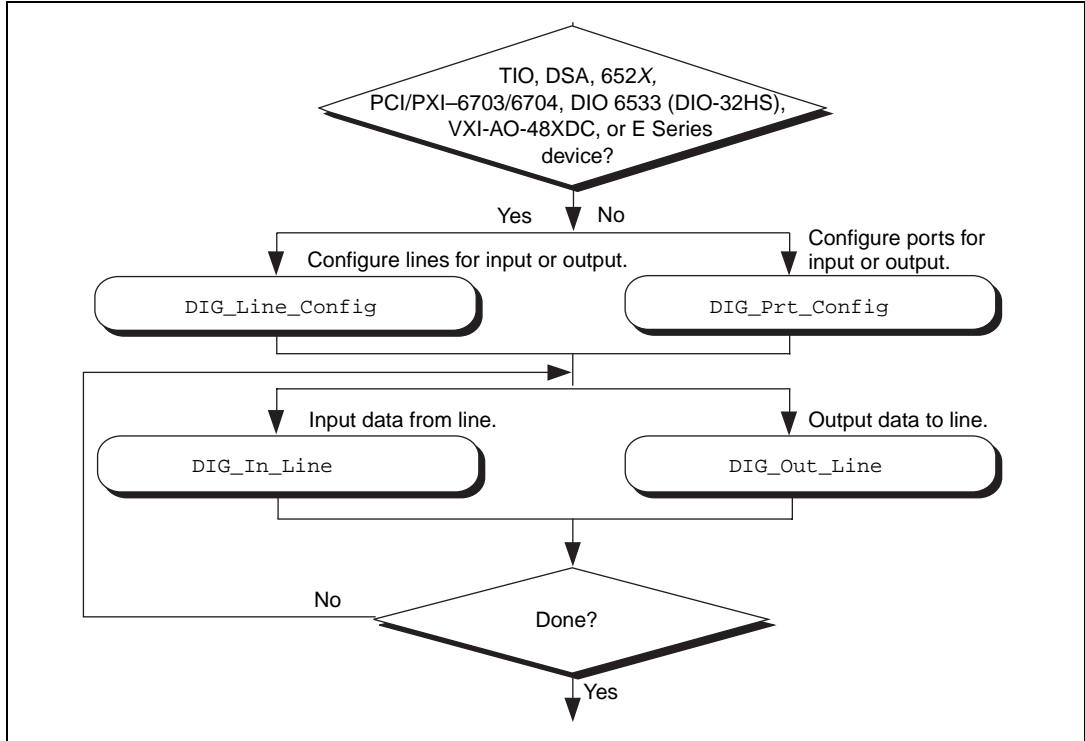 TIO, DSA, 652X,
PCI/PXI–6703/6704, DIO 6533 (DIO-32HS),
VXI-AO-48XDC, or E Series
device?
Yes No
Configure lines for input or output.
Configure ports for
input or output.
DIG_Line_Config
DIG_Prt_Config
Input data from line.
Output data to line.
DIG_In_Line
DIG_Out_Line
No
Done?
Yes